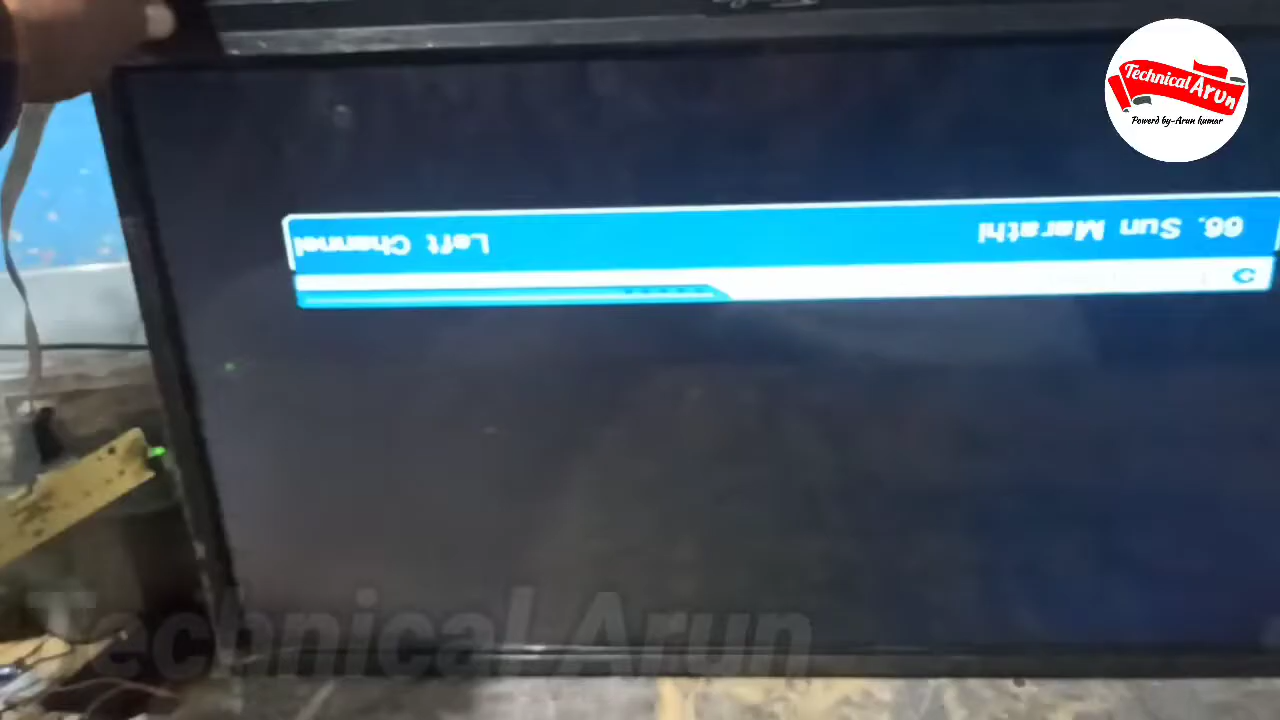 Technical Arun
Powerd by-Arun kumar
66. Sun Marathi
Left Channel
Technical Arun